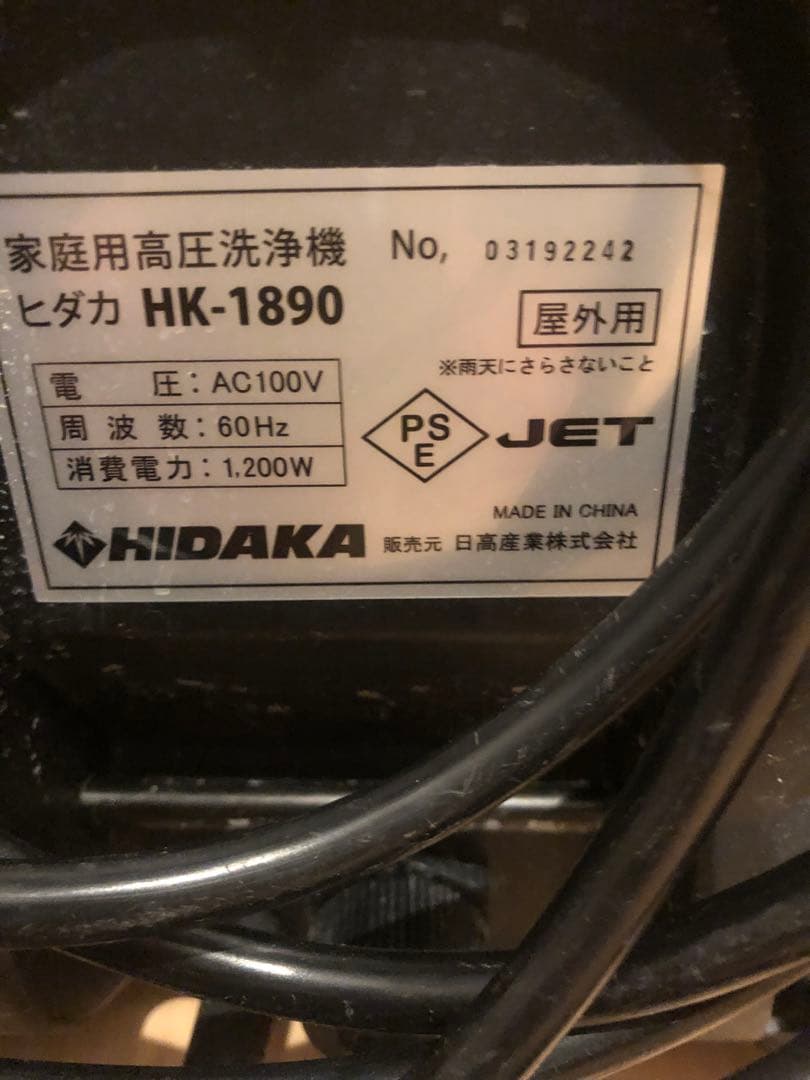 家庭用高圧洗浄機 No, 03192242
ヒダカ HK-1890
屋外用
※雨天にさらさないこと
電 圧：AC100V
周波数：60Hz
消費電力：1,200W
PSE JET
MADE IN CHINA
HIDAKA 販売元 日高産業株式会社